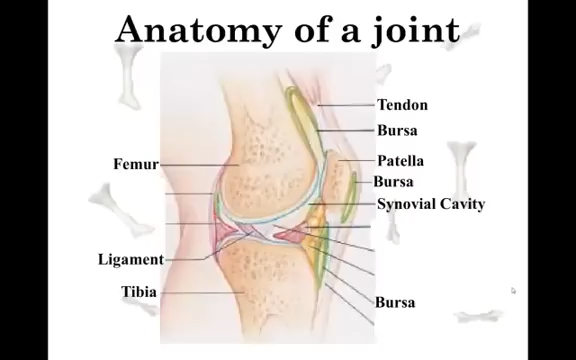 Anatomy of a joint
Tendon
Bursa
Femur
Patella
Bursa
Synovial Cavity
Ligament
Tibia
Bursa